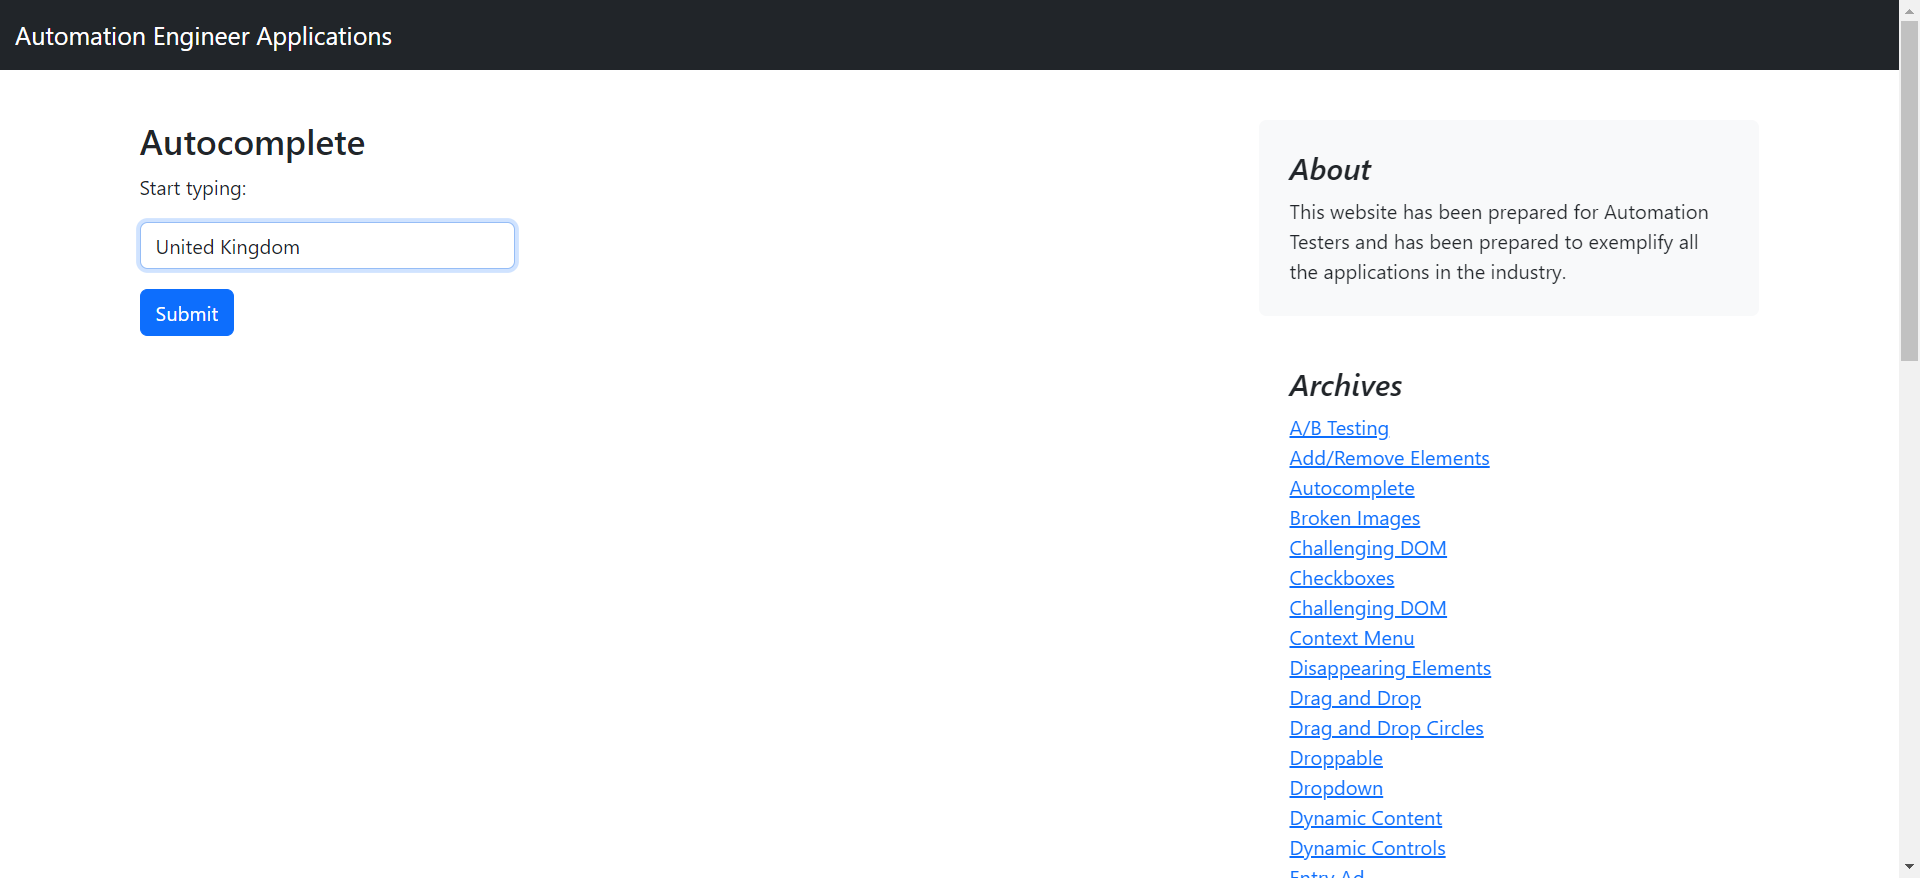 Automation Engineer Applications
Autocomplete
Start typing:
United Kingdom
Submit
About
This website has been prepared for Automation
Testers and has been prepared to exemplify all
the applications in the industry.
Archives
A/B Testing
Add/Remove Elements
Autocomplete
Broken Images
Challenging DOM
Checkboxes
Challenging DOM
Context Menu
Disappearing Elements
Drag and Drop
Drag and Drop Circles
Droppable
Dropdown
Dynamic Content
Dynamic Controls
Entry Ad